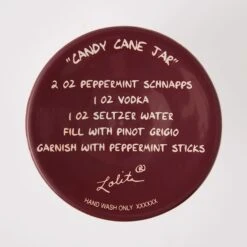 "CANDY CANE JAR"
2 OZ PEPPERMINT SCHNAPPS
1 OZ VODKA
1 OZ SELTZER WATER
FILL WITH PINOT GRIGIO
GARNISH WITH PEPPERMINT STICKS
Lolita®
HAND WASH ONLY XXXXXX